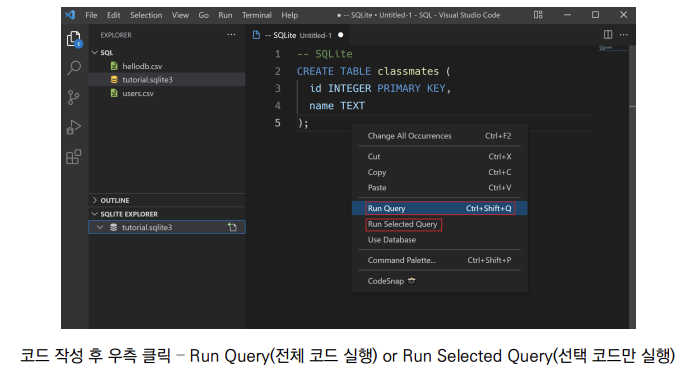 File Edit Selection View Go Run Terminal Help
● -- SQLite • Untitled-1 - SQL - Visual Studio Code
EXPLORER
-- SQLite Untitled-1 ●
SQL
hellodb.csv
tutorial.sqlite3
users.csv
1 -- SQLite
2 CREATE TABLE classmates (
3 id INTEGER PRIMARY KEY,
4 name TEXT
5 );
Change All Occurrences Ctrl+F2
Cut Ctrl+X
Copy Ctrl+C
Paste Ctrl+V
Run Query Ctrl+Shift+Q
Run Selected Query
Use Database
Command Palette... Ctrl+Shift+P
CodeSnap
OUTLINE
SQLITE EXPLORER
tutorial.sqlite3
코드 작성 후 우측 클릭 – Run Query(전체 코드 실행) or Run Selected Query(선택 코드만 실행)